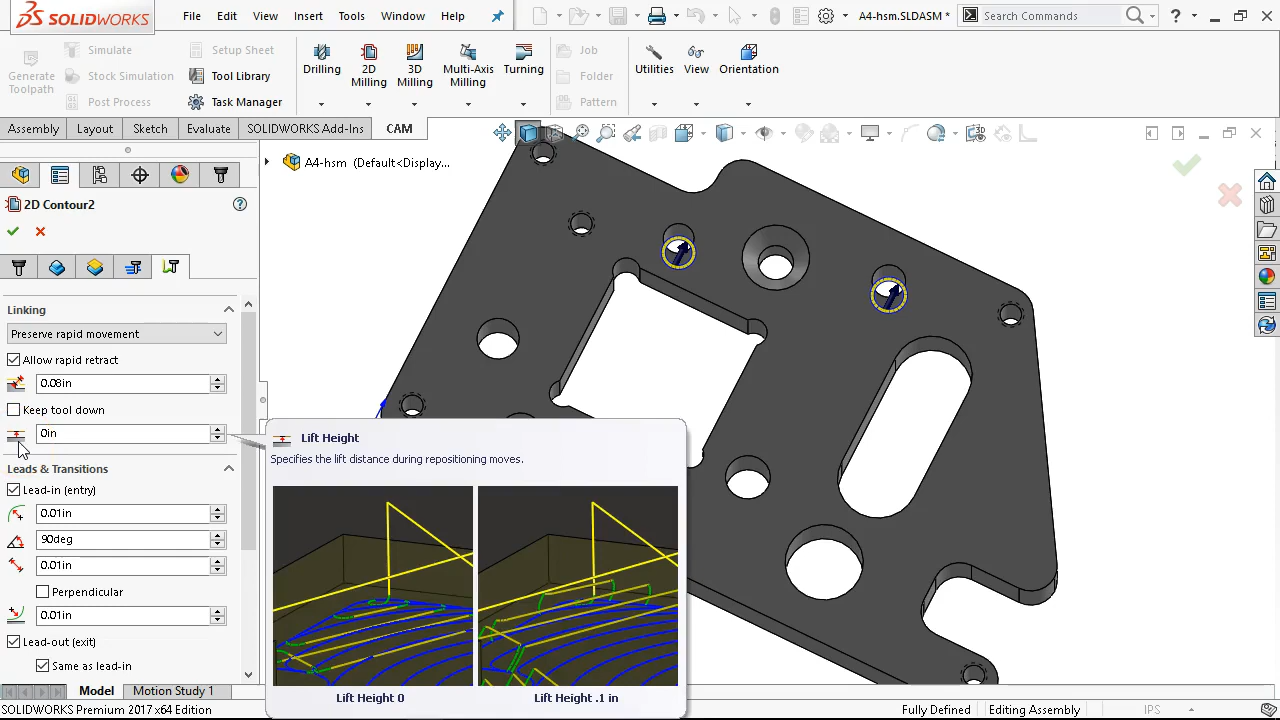 SOLIDWORKS
File Edit View Insert Tools Window Help
A4-hsm.SLDASM *
Search Commands
Generate Toolpath
Simulate
Stock Simulation
Post Process
Setup Sheet
Tool Library
Task Manager
Drilling
2D Milling
3D Milling
Multi-Axis Milling
Turning
Job
Folder
Pattern
Utilities
View
Orientation
Assembly Layout Sketch Evaluate SOLIDWORKS Add-Ins CAM
A4-hsm (Default<Display...
2D Contour2
Linking
Preserve rapid movement
Allow rapid retract
0.08in
Keep tool down
0in
Leads & Transitions
Lead-in (entry)
0.01in
90deg
0.01in
Perpendicular
0.01in
Lead-out (exit)
Same as lead-in
Lift Height
Specifies the lift distance during repositioning moves.
Lift Height 0
Lift Height .1 in
Model Motion Study 1
SOLIDWORKS Premium 2017 x64 Edition
Fully Defined Editing Assembly IPS